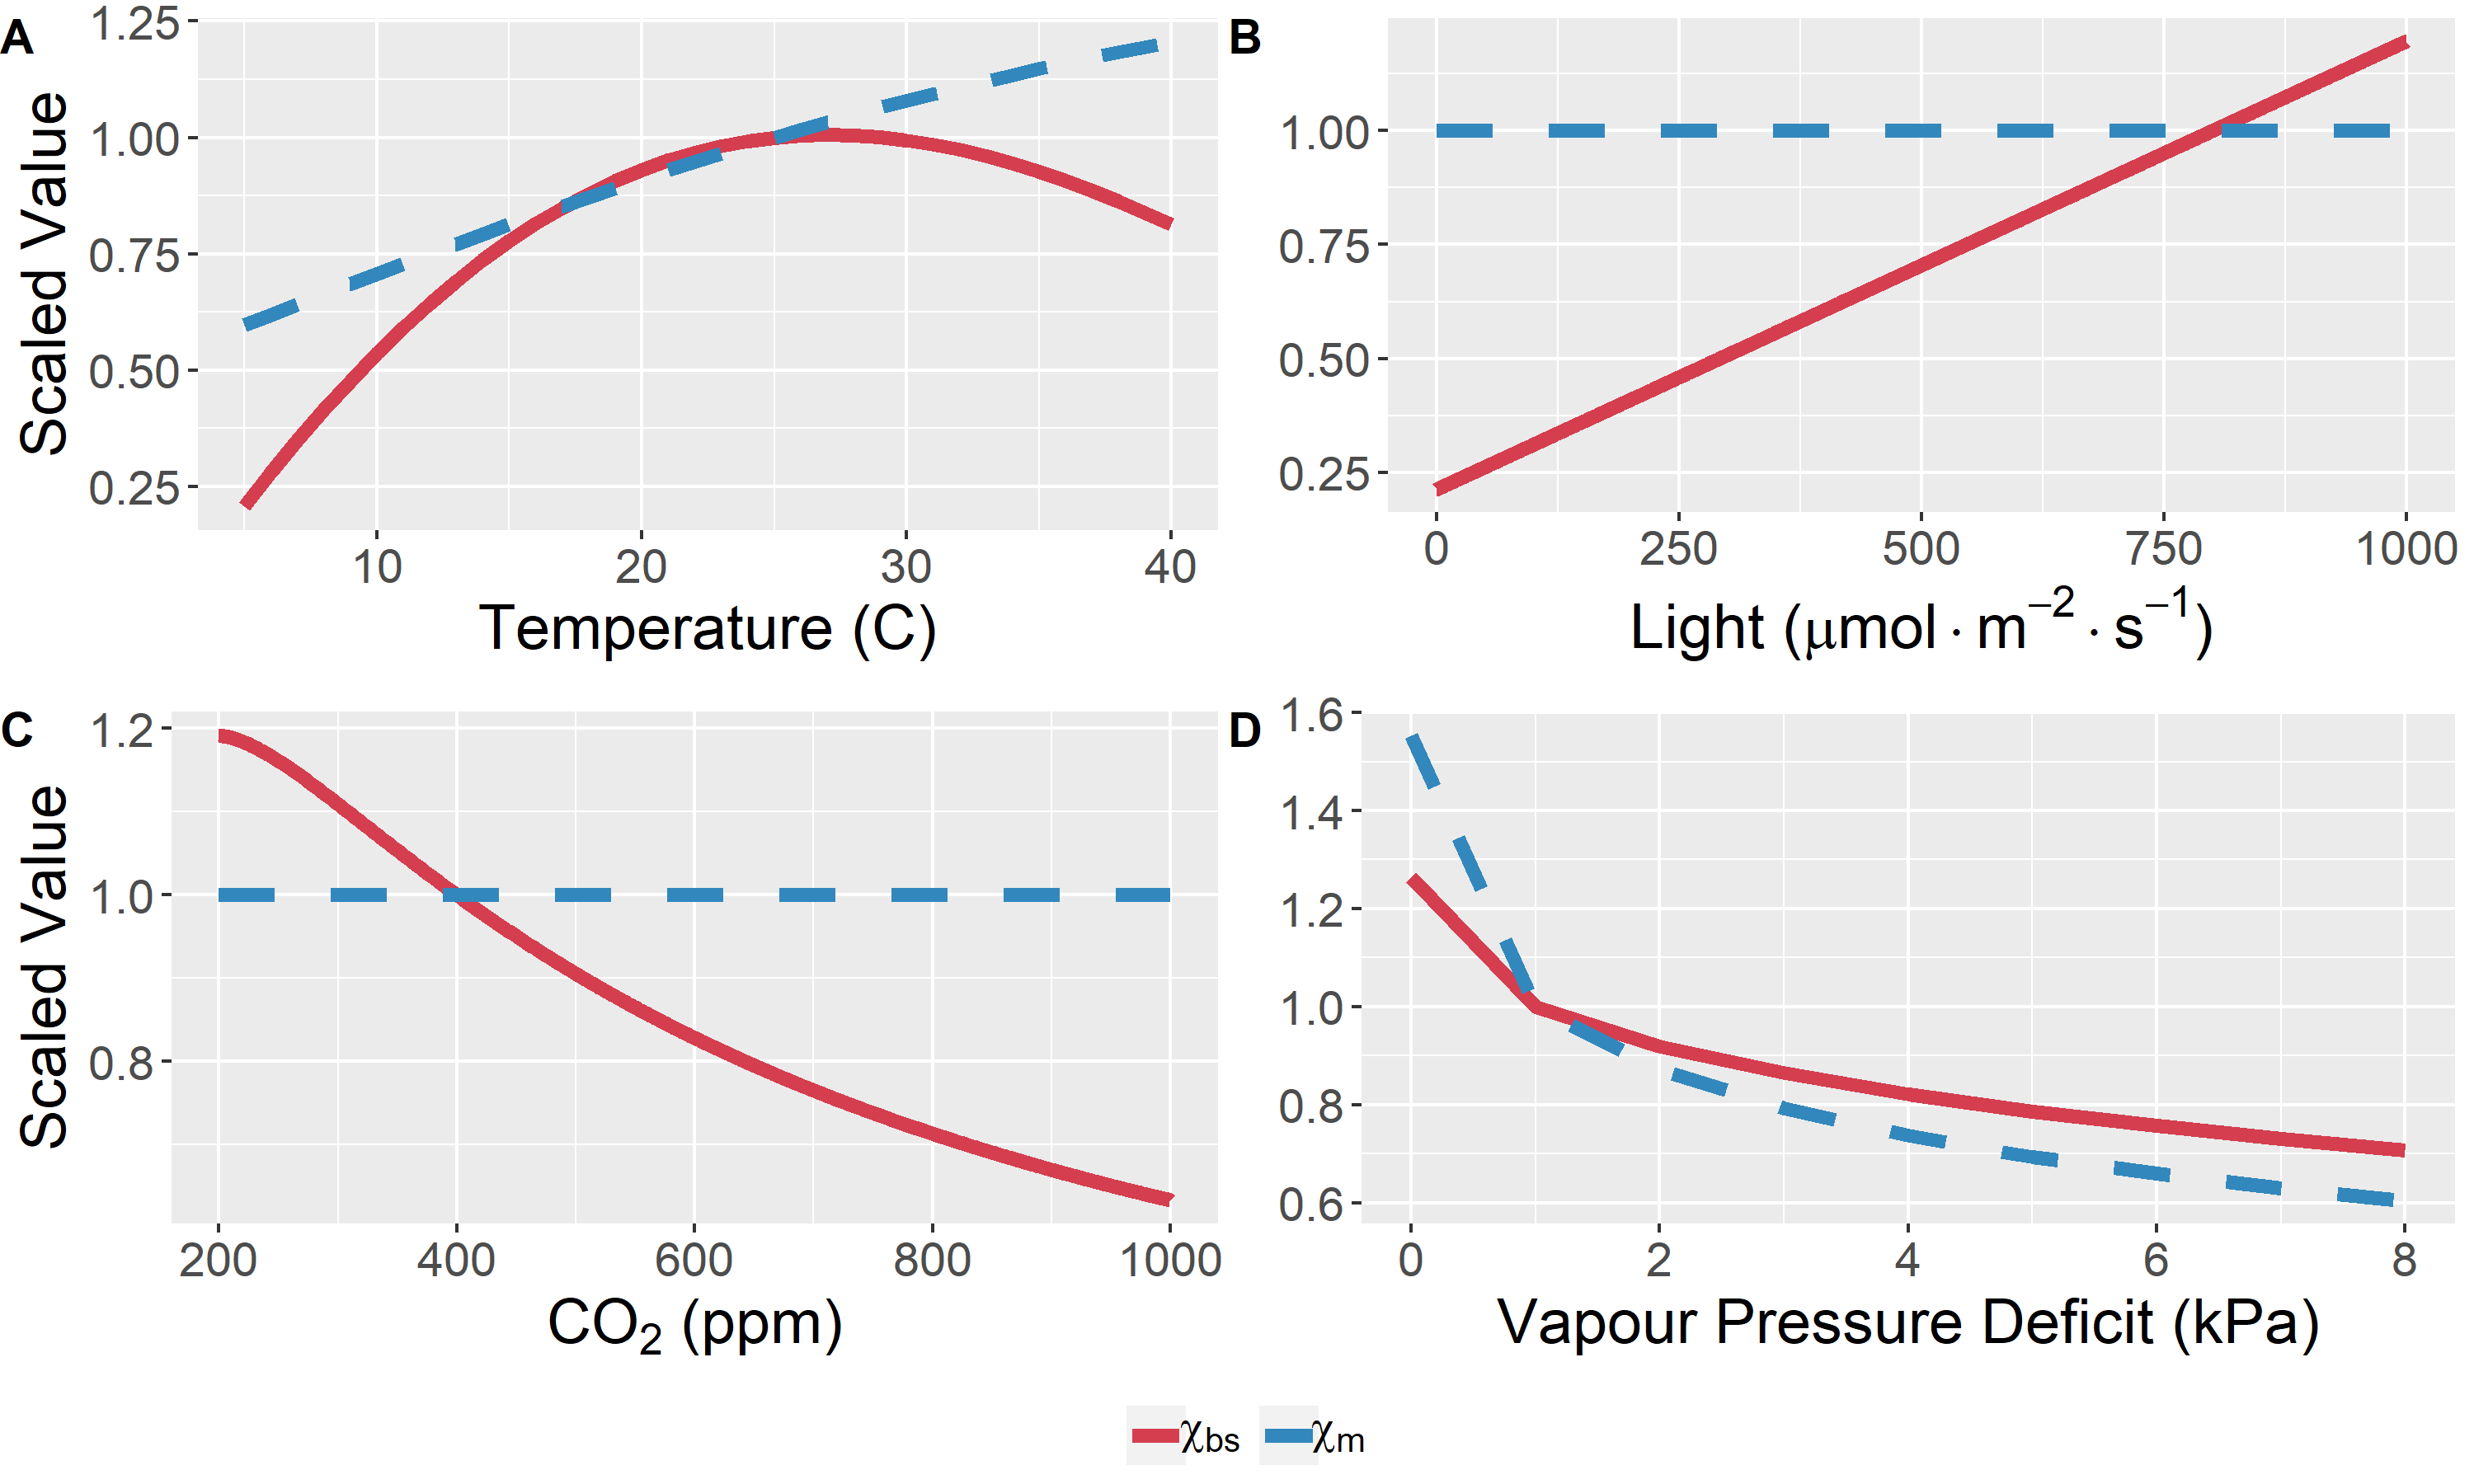 A
1.25
1.00
0.75
0.50
0.25
Scaled Value
10 20 30 40
Temperature (C)
B
1.00
0.75
0.50
0.25
0 250 500 750 1000
Light (μmol · m⁻² · s⁻¹)
C
1.2
1.0
0.8
Scaled Value
200 400 600 800 1000
CO₂ (ppm)
D
1.6
1.4
1.2
1.0
0.8
0.6
0 2 4 6 8
Vapour Pressure Deficit (kPa)
χbs χm